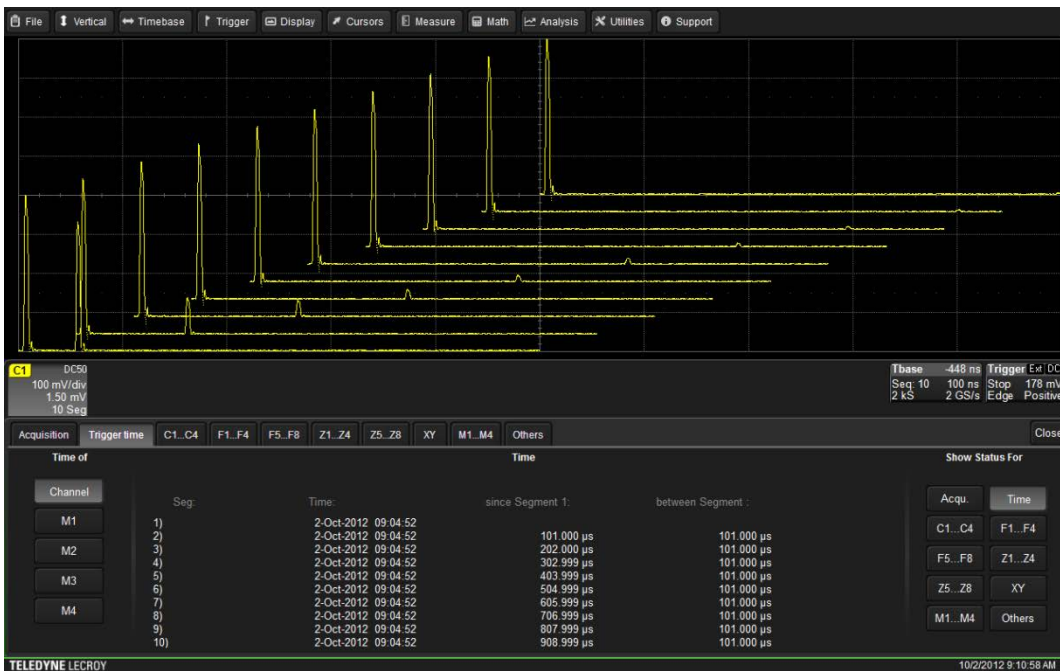 File Vertical Timebase Trigger Display Cursors Measure Math Analysis Utilities Support
C1 DC50
100 mV/div
1.50 mV
10 Seg
Tbase -448 ns
Seq: 10 100 ns
2 kS 2 GS/s
Trigger Ext DC
Stop 178 mV
Edge Positive
Acquisition Trigger time C1...C4 F1...F4 F5...F8 Z1...Z4 Z5...Z8 XY M1...M4 Others Close
Time of Time Show Status For
Channel
M1
M2
M3
M4
Seg: Time: since Segment 1: between Segment :
1) 2-Oct-2012 09:04:52
2) 2-Oct-2012 09:04:52 101.000 µs 101.000 µs
3) 2-Oct-2012 09:04:52 202.000 µs 101.000 µs
4) 2-Oct-2012 09:04:52 302.999 µs 101.000 µs
5) 2-Oct-2012 09:04:52 403.999 µs 101.000 µs
6) 2-Oct-2012 09:04:52 504.999 µs 101.000 µs
7) 2-Oct-2012 09:04:52 605.999 µs 101.000 µs
8) 2-Oct-2012 09:04:52 706.999 µs 101.000 µs
9) 2-Oct-2012 09:04:52 807.999 µs 101.000 µs
10) 2-Oct-2012 09:04:52 908.999 µs 101.000 µs
Acqu. Time
C1...C4 F1...F4
F5...F8 Z1...Z4
Z5...Z8 XY
M1...M4 Others
TELEDYNE LECROY 10/2/2012 9:10:58 AM